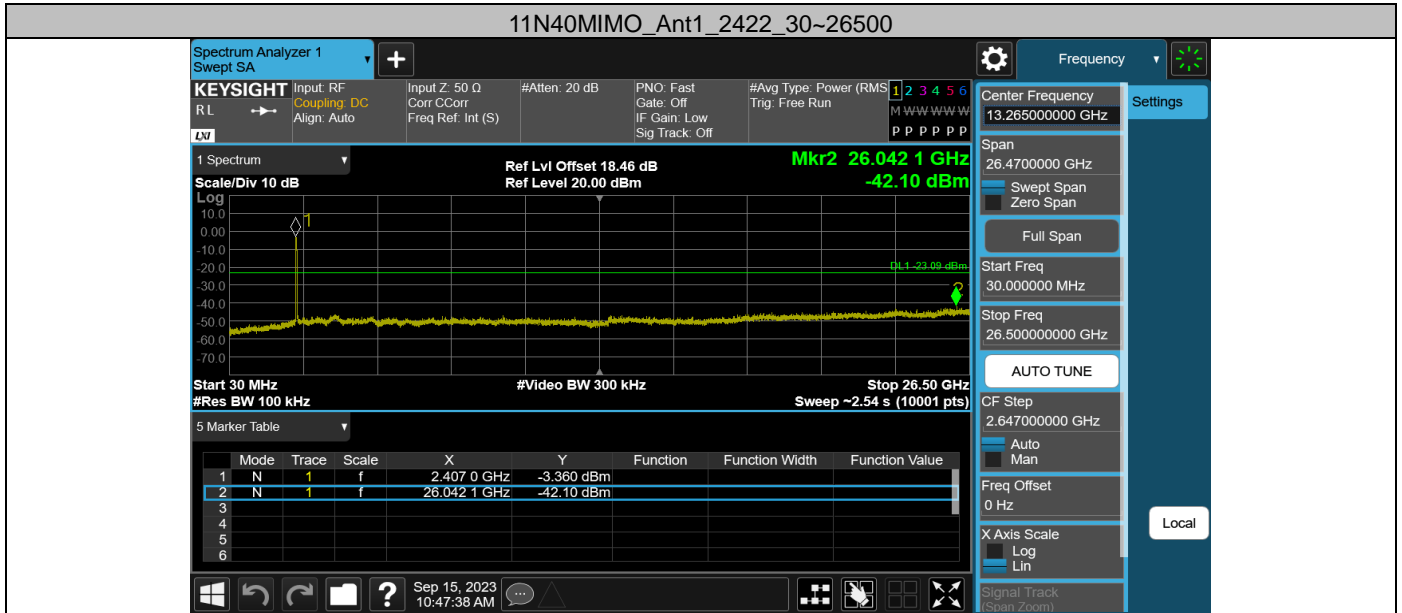 11N40MIMO_Ant1_2422_30~26500
Spectrum Analyzer 1
Swept SA
+
Frequency
KEYSIGHT
RL
LXI
Input: RF
Coupling: DC
Align: Auto
Input Z: 50 Ω
Corr CCorr
Freq Ref: Int (S)
#Atten: 20 dB
PNO: Fast
Gate: Off
IF Gain: Low
Sig Track: Off
#Avg Type: Power (RMS
Trig: Free Run
1 2 3 4 5 6
M W W W W W
P P P P P P
1 Spectrum
Scale/Div 10 dB
Ref Lvl Offset 18.46 dB
Ref Level 20.00 dBm
Mkr2 26.042 1 GHz
-42.10 dBm
Log
10.0
0.00
-10.0
-20.0
-30.0
-40.0
-50.0
-60.0
-70.0
1
DL1 -23.09 dBm
2
Start 30 MHz
#Video BW 300 kHz
Stop 26.50 GHz
#Res BW 100 kHz
Sweep ~2.54 s (10001 pts)
5 Marker Table
Mode Trace Scale X Y Function Function Width Function Value
1 N 1 f 2.407 0 GHz -3.360 dBm
2 N 1 f 26.042 1 GHz -42.10 dBm
3
4
5
6
?
Sep 15, 2023
10:47:38 AM
Center Frequency
13.265000000 GHz
Settings
Span
26.4700000 GHz
Swept Span
Zero Span
Full Span
Start Freq
30.000000 MHz
Stop Freq
26.500000000 GHz
AUTO TUNE
CF Step
2.647000000 GHz
Auto
Man
Freq Offset
0 Hz
X Axis Scale
Log
Lin
Local
Signal Track
(Span Zoom)